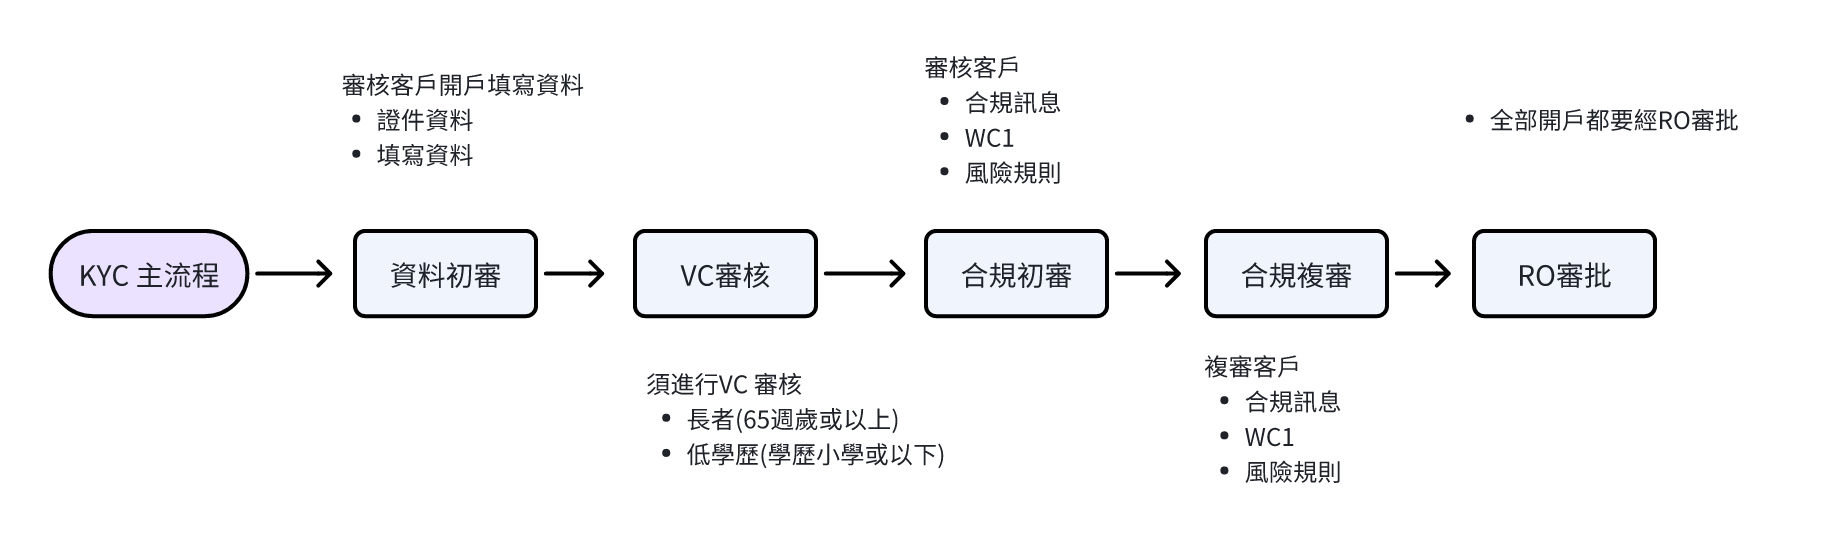 審核客戶開戶填寫資料
• 證件資料
• 填寫資料
審核客戶
• 合規訊息
• WC1
• 風險規則
• 全部開戶都要經RO審批
KYC 主流程
資料初審
VC審核
合規初審
合規複審
RO審批
須進行VC 審核
• 長者(65週歲或以上)
• 低學歷(學歷小學或以下)
複審客戶
• 合規訊息
• WC1
• 風險規則